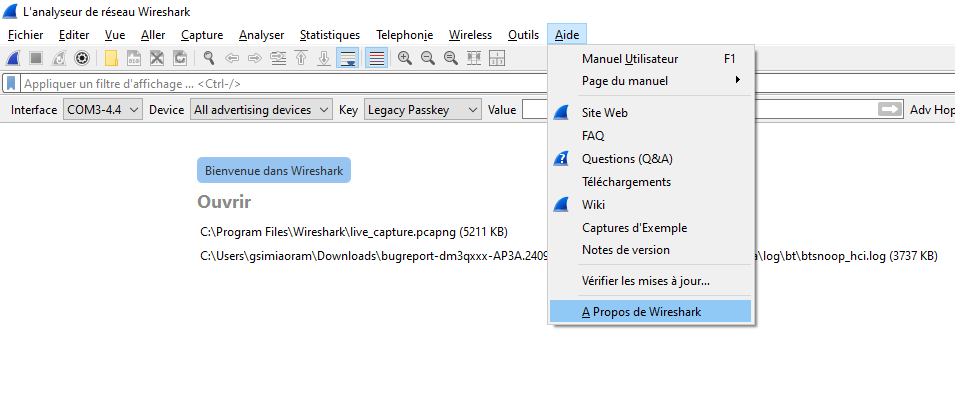 L'analyseur de réseau Wireshark
Fichier Editer Vue Aller Capture Analyser Statistiques Telephonie Wireless Outils Aide
Appliquer un filtre d'affichage ... <Ctrl-/>
Interface COM3-4.4 Device All advertising devices Key Legacy Passkey Value Adv Hop
Manuel Utilisateur F1
Page du manuel
Site Web
FAQ
Questions (Q&A)
Téléchargements
Wiki
Captures d'Exemple
Notes de version
Vérifier les mises à jour...
A Propos de Wireshark
Bienvenue dans Wireshark
Ouvrir
C:\Program Files\Wireshark\live_capture.pcapng (5211 KB)
C:\Users\gsimiaoram\Downloads\bugreport-dm3qxxx-AP3A.2409 \log\bt\btsnoop_hci.log (3737 KB)